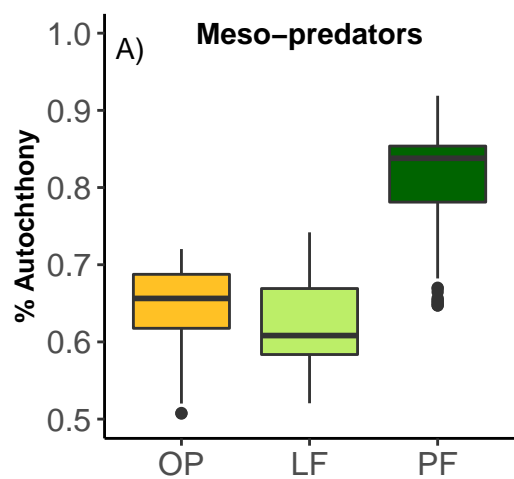 A)
Meso−predators
% Autochthony
1.0
0.9
0.8
0.7
0.6
0.5
OP
LF
PF